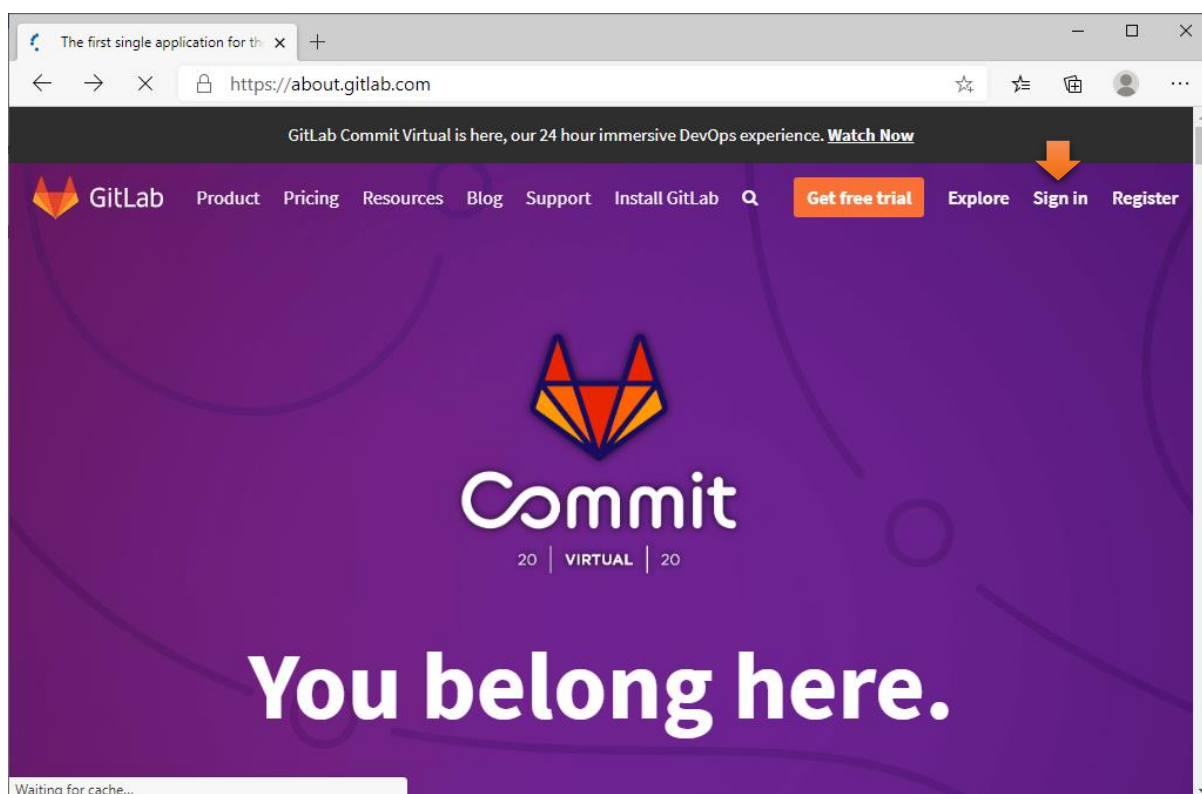 The first single application for th
https://about.gitlab.com
GitLab Commit Virtual is here, our 24 hour immersive DevOps experience. Watch Now
GitLab Product Pricing Resources Blog Support Install GitLab Get free trial Explore Sign in Register
Commit
20 | VIRTUAL | 20
You belong here.
Waiting for cache...